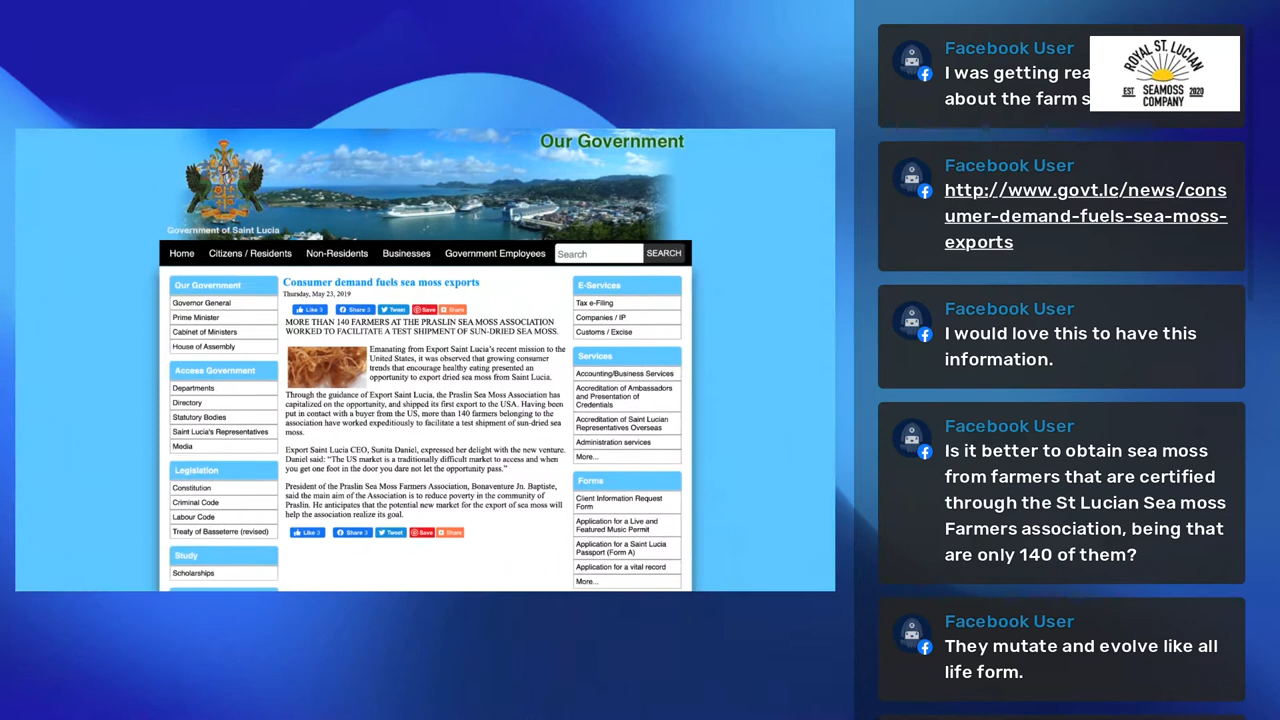 Our Government
Government of Saint Lucia
Home
Citizens / Residents
Non-Residents
Businesses
Government Employees
Search
SEARCH
Our Government
Governor General
Prime Minister
Cabinet of Ministers
House of Assembly
Access Government
Departments
Directory
Statutory Bodies
Saint Lucia's Representatives
Media
Legislation
Constitution
Criminal Code
Labour Code
Treaty of Basseterre (revised)
Study
Scholarships
Consumer demand fuels sea moss exports
Thursday, May 23, 2019
Like 3
Share 3
Tweet
Save
Share
MORE THAN 140 FARMERS AT THE PRASLIN SEA MOSS ASSOCIATION
WORKED TO FACILITATE A TEST SHIPMENT OF SUN-DRIED SEA MOSS.
Emanating from Export Saint Lucia's recent mission to the
United States, it was observed that growing consumer
trends that encourage healthy eating presented an
opportunity to export dried sea moss from Saint Lucia.
Through the guidance of Export Saint Lucia, the Praslin Sea Moss Association has
capitalized on the opportunity, and shipped its first export to the USA. Having been
put in contact with a buyer from the US, more than 140 farmers belonging to the
association have worked expeditiously to facilitate a test shipment of sun-dried sea
moss.
Export Saint Lucia CEO, Sunita Daniel, expressed her delight with the new venture.
Daniel said: “The US market is a traditionally difficult market to access and when
you get one foot in the door you dare not let the opportunity pass.”
President of the Praslin Sea Moss Farmers Association, Bonaventure Jn. Baptiste,
said the main aim of the Association is to reduce poverty in the community of
Praslin. He anticipates that the potential new market for the export of sea moss will
help the association realize its goal.
Like 3
Share 3
Tweet
Save
Share
E-Services
Tax e-Filing
Companies / IP
Customs / Excise
Services
Accounting/Business Services
Accreditation of Ambassadors
and Presentation of
Credentials
Accreditation of Saint Lucian
Representatives Overseas
Administration services
More...
Forms
Client Information Request
Form
Application for a Live and
Featured Music Permit
Application for a Saint Lucia
Passport (Form A)
Application for a vital record
More...
Facebook User
I was getting rea
about the farm s
ROYAL ST. LUCIAN
EST 2020
SEAMOSS
COMPANY
Facebook User
http://www.govt.lc/news/cons
umer-demand-fuels-sea-moss-
exports
Facebook User
I would love this to have this
information.
Facebook User
Is it better to obtain sea moss
from farmers that are certified
through the St Lucian Sea moss
Farmers Association, being that
are only 140 of them?
Facebook User
They mutate and evolve like all
life form.